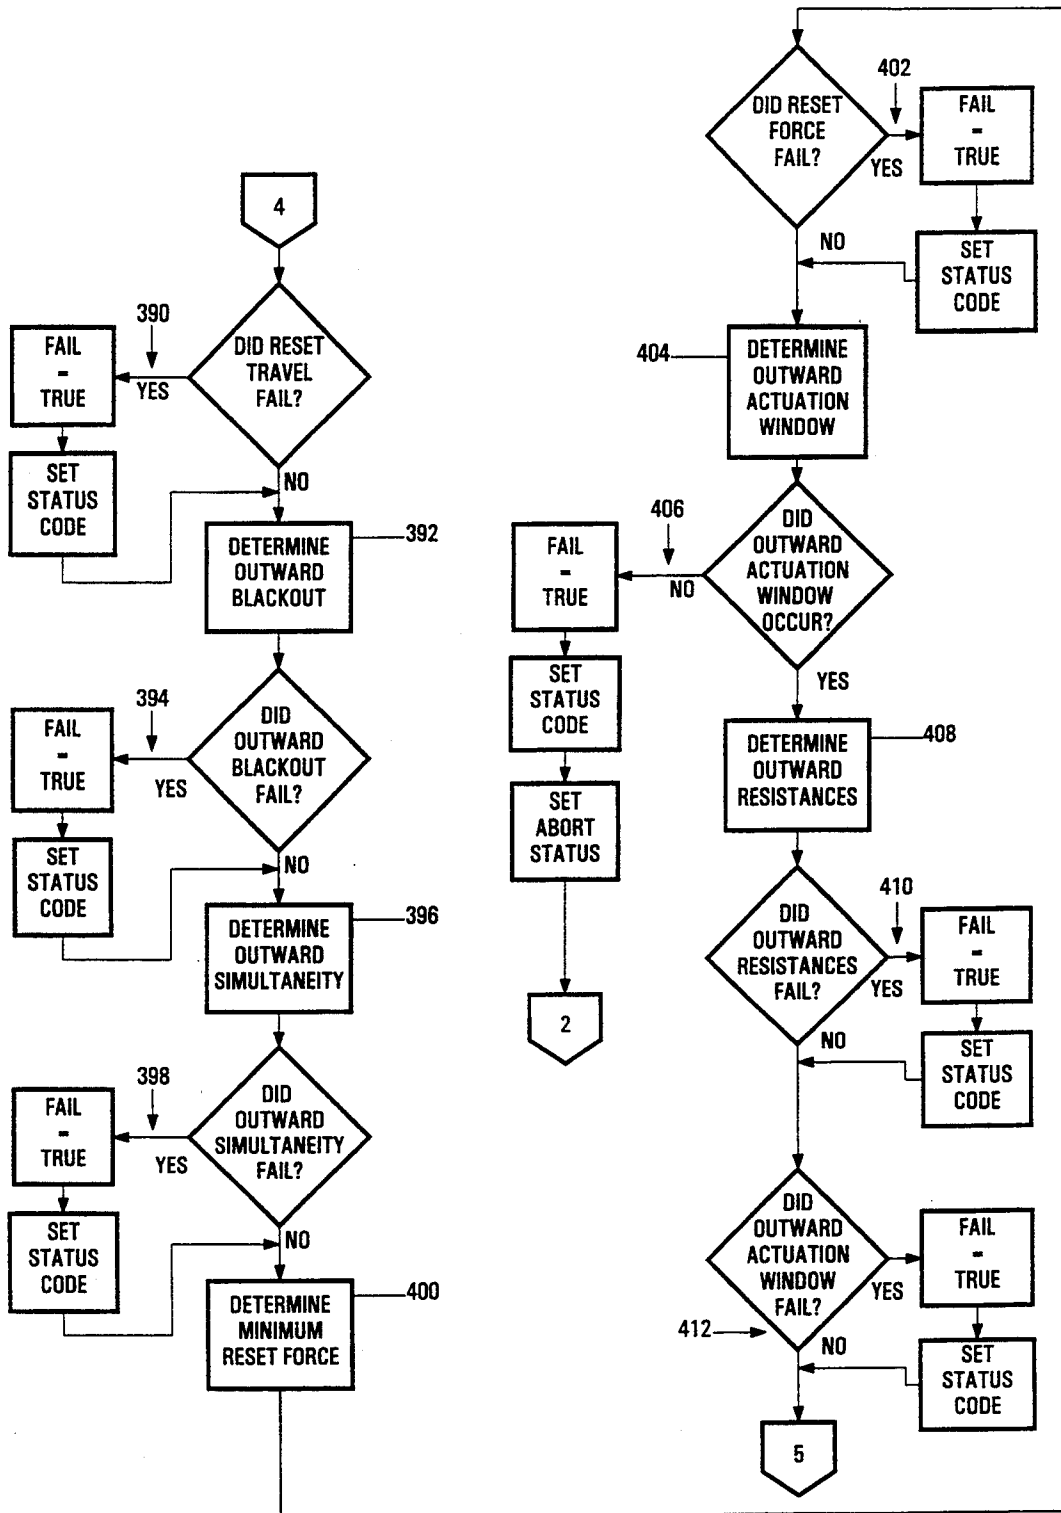 4
390
DID RESET
TRAVEL
FAIL?
YES
FAIL
=
TRUE
SET
STATUS
CODE
NO
DETERMINE
OUTWARD
BLACKOUT
392
394
DID
OUTWARD
BLACKOUT
FAIL?
YES
FAIL
=
TRUE
SET
STATUS
CODE
NO
DETERMINE
OUTWARD
SIMULTANEITY
396
398
DID
OUTWARD
SIMULTANEITY
FAIL?
YES
FAIL
=
TRUE
SET
STATUS
CODE
NO
DETERMINE
MINIMUM
RESET FORCE
400
DID RESET
FORCE
FAIL?
402
YES
FAIL
=
TRUE
SET
STATUS
CODE
NO
404
DETERMINE
OUTWARD
ACTUATION
WINDOW
406
DID
OUTWARD
ACTUATION
WINDOW
OCCUR?
NO
FAIL
=
TRUE
SET
STATUS
CODE
SET
ABORT
STATUS
2
YES
DETERMINE
OUTWARD
RESISTANCES
408
DID
OUTWARD
RESISTANCES
FAIL?
410
YES
FAIL
=
TRUE
SET
STATUS
CODE
NO
DID
OUTWARD
ACTUATION
WINDOW
FAIL?
412
YES
FAIL
=
TRUE
SET
STATUS
CODE
NO
5